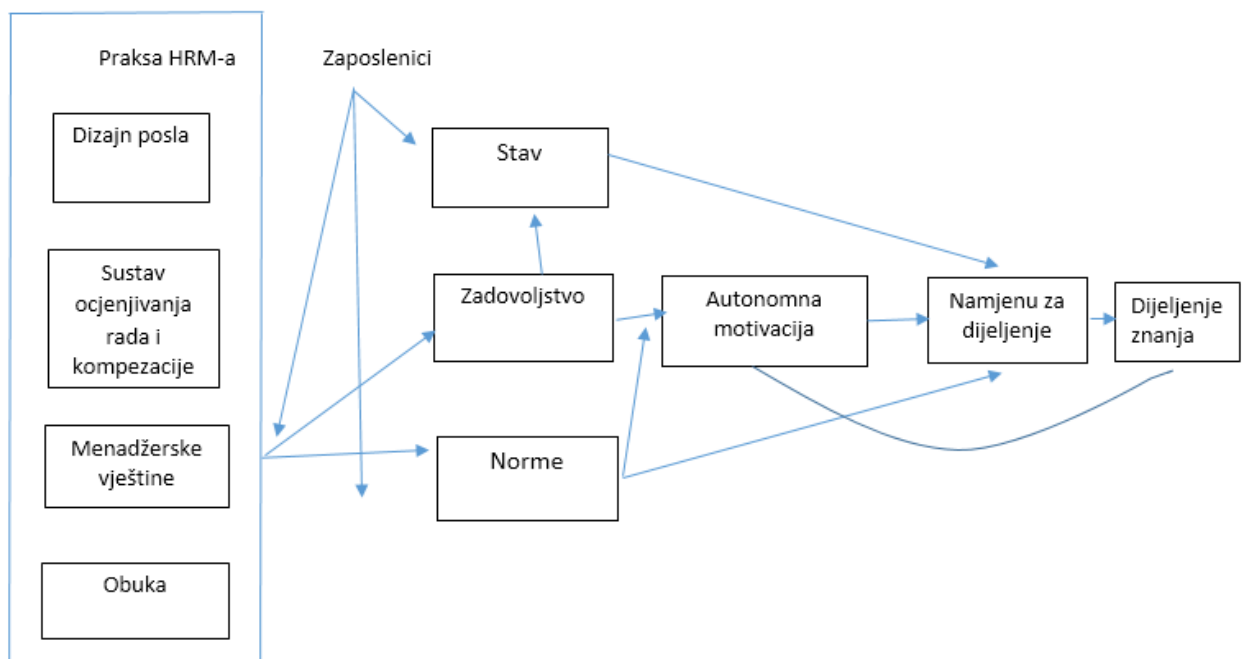 Praksa HRM-a
Zaposlenici
Dizajn posla
Sustav
ocjenjivanja
rada i
kompezacije
Menadžerske
vještine
Obuka
Stav
Zadovoljstvo
Norme
Autonomna
motivacija
Namjenu za
dijeljenje
Dijeljenje
znanja